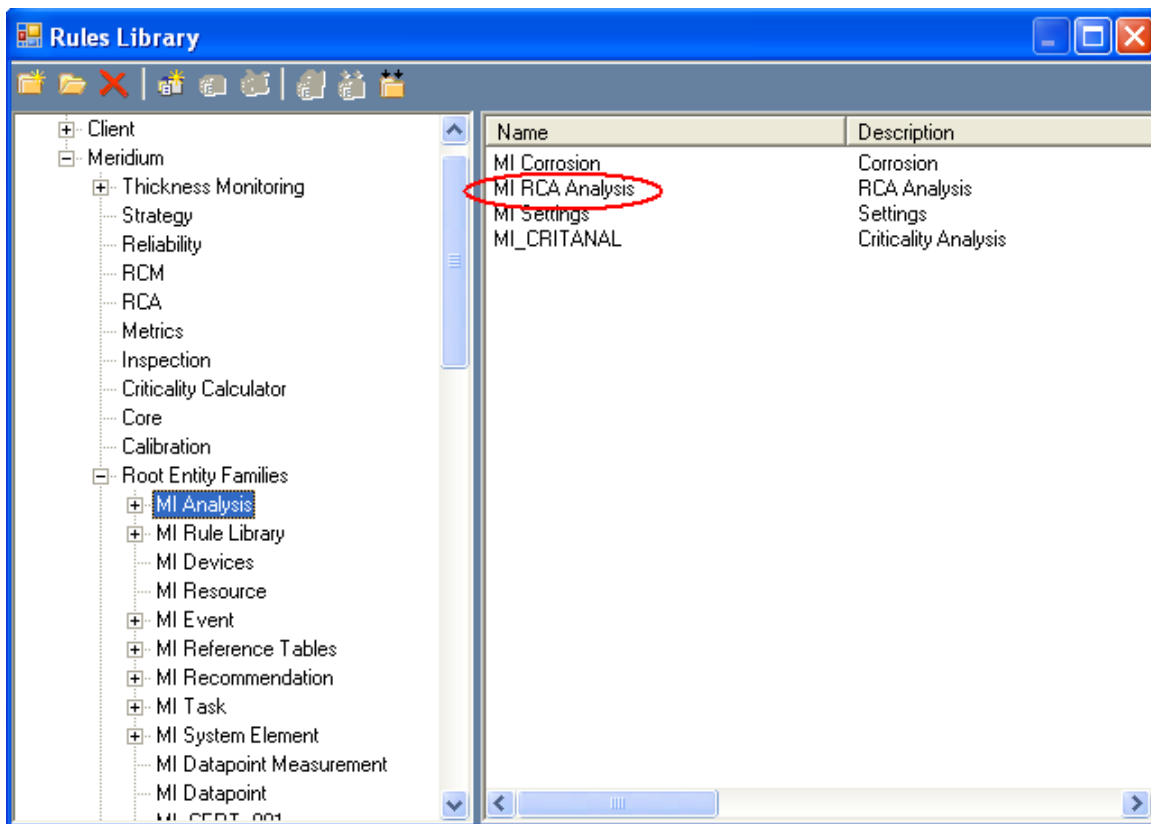 Rules Library
Client
Meridium
Thickness Monitoring
Strategy
Reliability
RCM
RCA
Metrics
Inspection
Criticality Calculator
Core
Calibration
Root Entity Families
MI Analysis
MI Rule Library
MI Devices
MI Resource
MI Event
MI Reference Tables
MI Recommendation
MI Task
MI System Element
MI Datapoint Measurement
MI Datapoint
MI_CERT_001
Name Description
MI Corrosion Corrosion
MI RCA Analysis RCA Analysis
MI Settings Settings
MI_CRITANAL Criticality Analysis